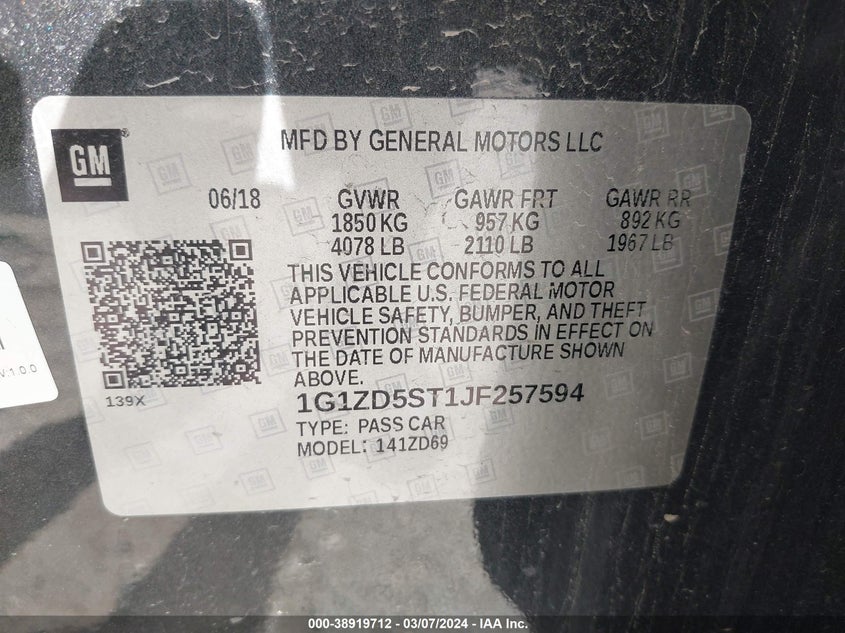 GM
MFD BY GENERAL MOTORS LLC
06/18 GVWR GAWR FRT GAWR RR
1850 KG 957 KG 892 KG
4078 LB 2110 LB 1967 LB
THIS VEHICLE CONFORMS TO ALL
APPLICABLE U.S. FEDERAL MOTOR
VEHICLE SAFETY, BUMPER, AND THEFT
PREVENTION STANDARDS IN EFFECT ON
THE DATE OF MANUFACTURE SHOWN
ABOVE.
139X
1G1ZD5ST1JF257594
TYPE: PASS CAR
MODEL: 141ZD69
000-38919712 - 03/07/2024 - IAA Inc.